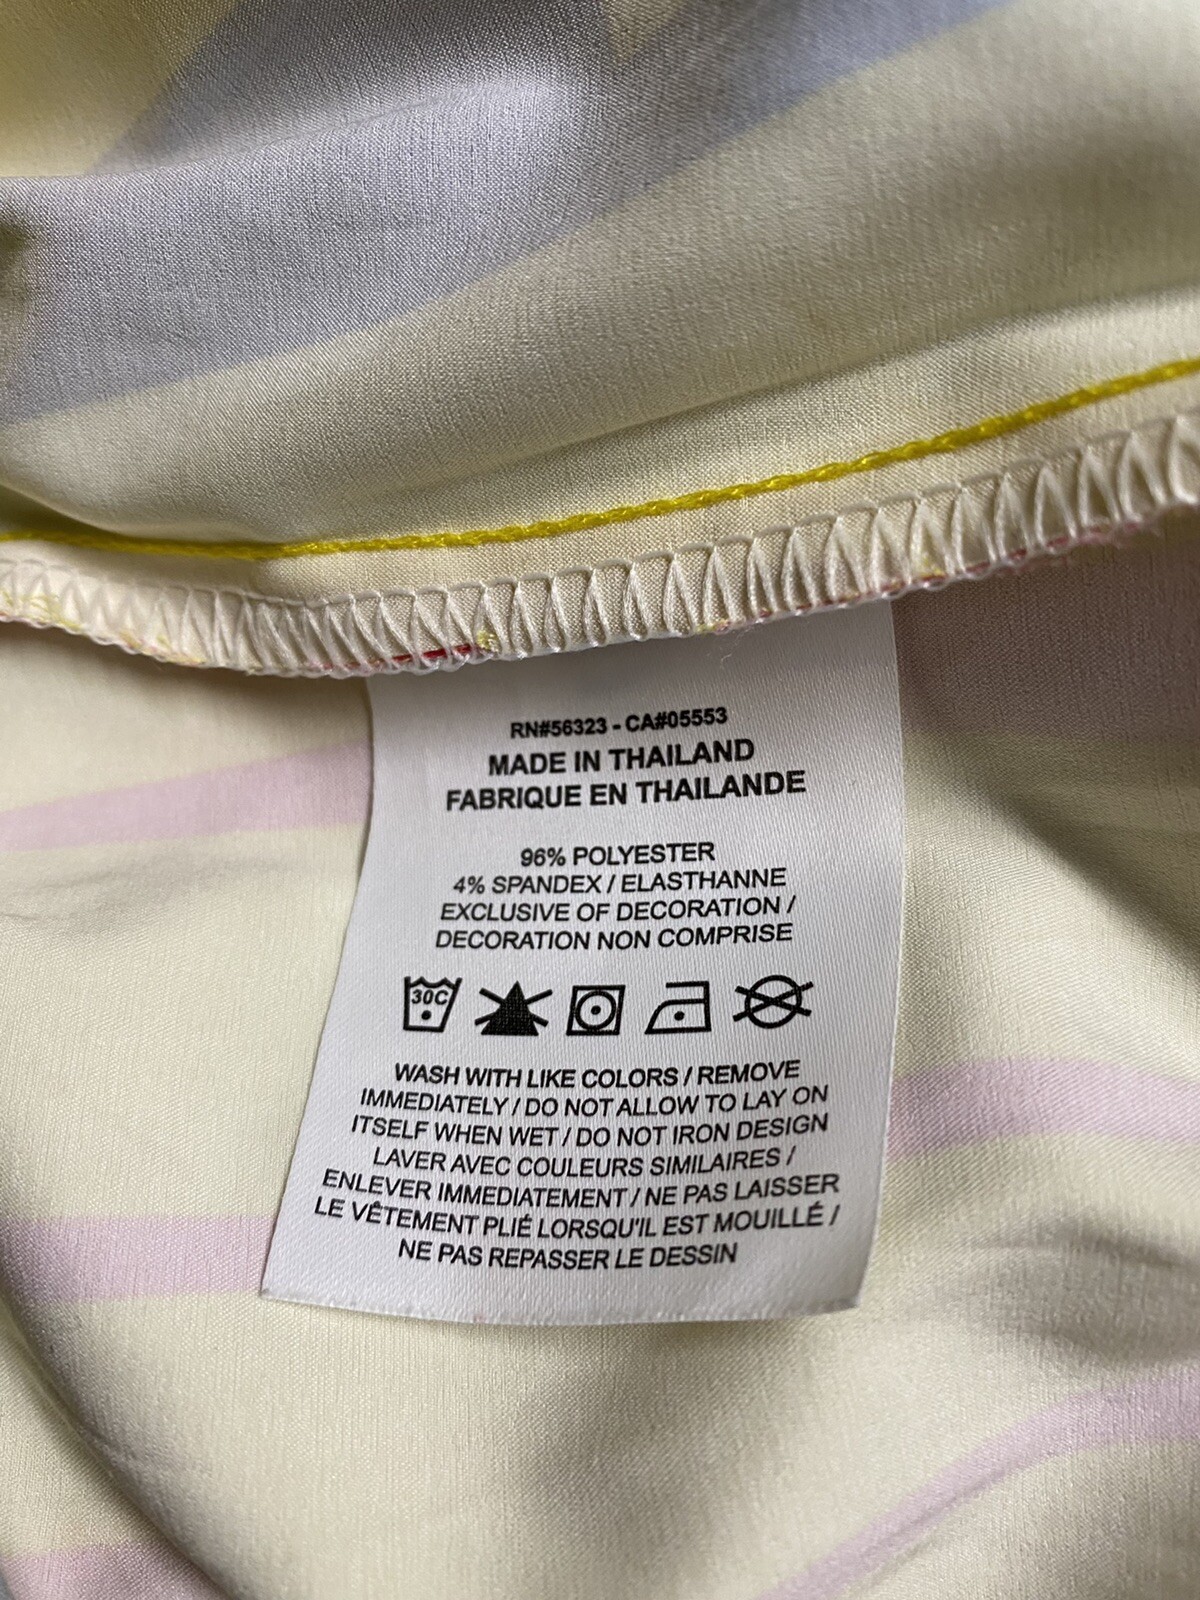 RN#56323 - CA#05553
MADE IN THAILAND
FABRIQUE EN THAILANDE
96% POLYESTER
4% SPANDEX / ELASTHANNE
EXCLUSIVE OF DECORATION /
DECORATION NON COMPRISE
30C
WASH WITH LIKE COLORS / REMOVE
IMMEDIATELY / DO NOT ALLOW TO LAY ON
ITSELF WHEN WET / DO NOT IRON DESIGN
LAVER AVEC COULEURS SIMILAIRES /
ENLEVER IMMEDIATEMENT / NE PAS LAISSER
LE VÊTEMENT PLIÉ LORSQU'IL EST MOUILLÉ /
NE PAS REPASSER LE DESSIN